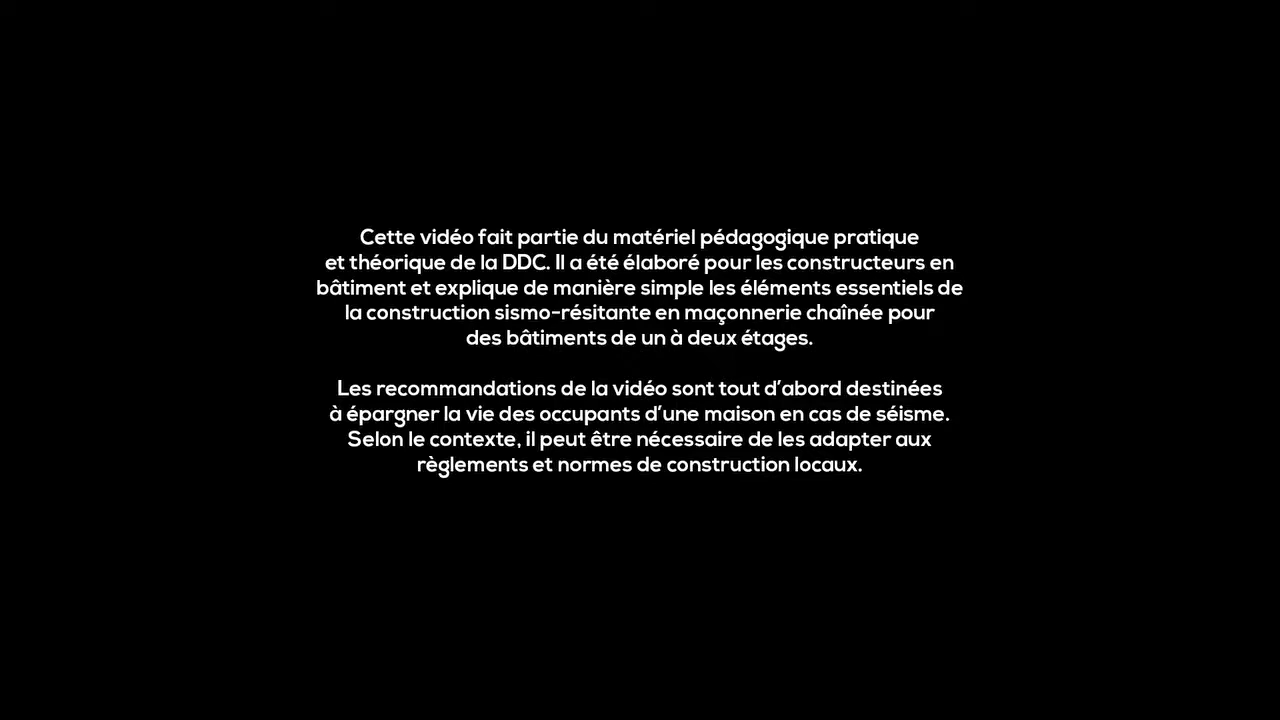 Cette vidéo fait partie du matériel pédagogique pratique
et théorique de la DDC. Il a été élaboré pour les constructeurs en
bâtiment et explique de manière simple les éléments essentiels de
la construction sismo-résitante en maçonnerie chaînée pour
des bâtiments de un à deux étages.
Les recommandations de la vidéo sont tout d'abord destinées
à épargner la vie des occupants d'une maison en cas de séisme.
Selon le contexte, il peut être nécessaire de les adapter aux
règlements et normes de construction locaux.